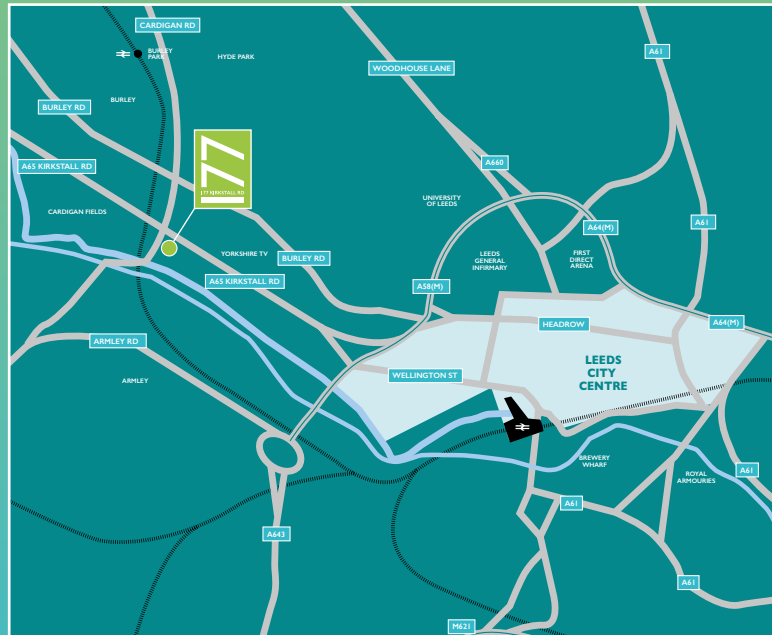 CARDIGAN RD
A61
BURLEY
PARK
HYDE PARK
WOODHOUSE LANE
BURLEY
BURLEY RD
A660
A65 KIRKSTALL RD
177
177 KIRKSTALL RD
UNIVERSITY
OF LEEDS
CARDIGAN FIELDS
A64(M)
A61
YORKSHIRE TV
BURLEY RD
LEEDS
GENERAL
INFIRMARY
FIRST
DIRECT
ARENA
A65 KIRKSTALL RD
A58(M)
HEADROW
A64(M)
ARMLEY RD
LEEDS
CITY
CENTRE
WELLINGTON ST
ARMLEY
BREWERY
WHARF
ROYAL
ARMOURIES
A61
A61
A643
A61
M621